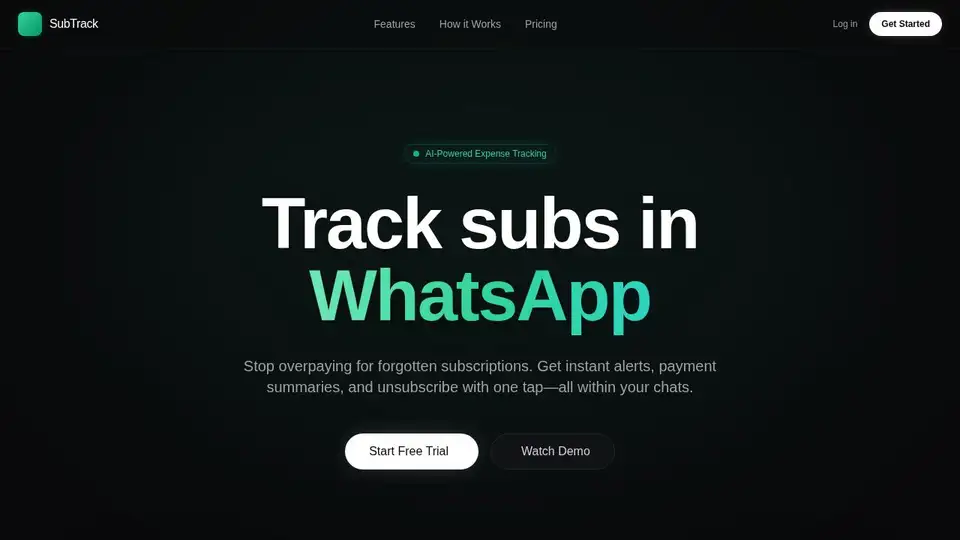 SubTrack
Features
How it Works
Pricing
Log in
Get Started
AI-Powered Expense Tracking
Track subs in
WhatsApp
Stop overpaying for forgotten subscriptions. Get instant alerts, payment
summaries, and unsubscribe with one tap—all within your chats.
Start Free Trial
Watch Demo